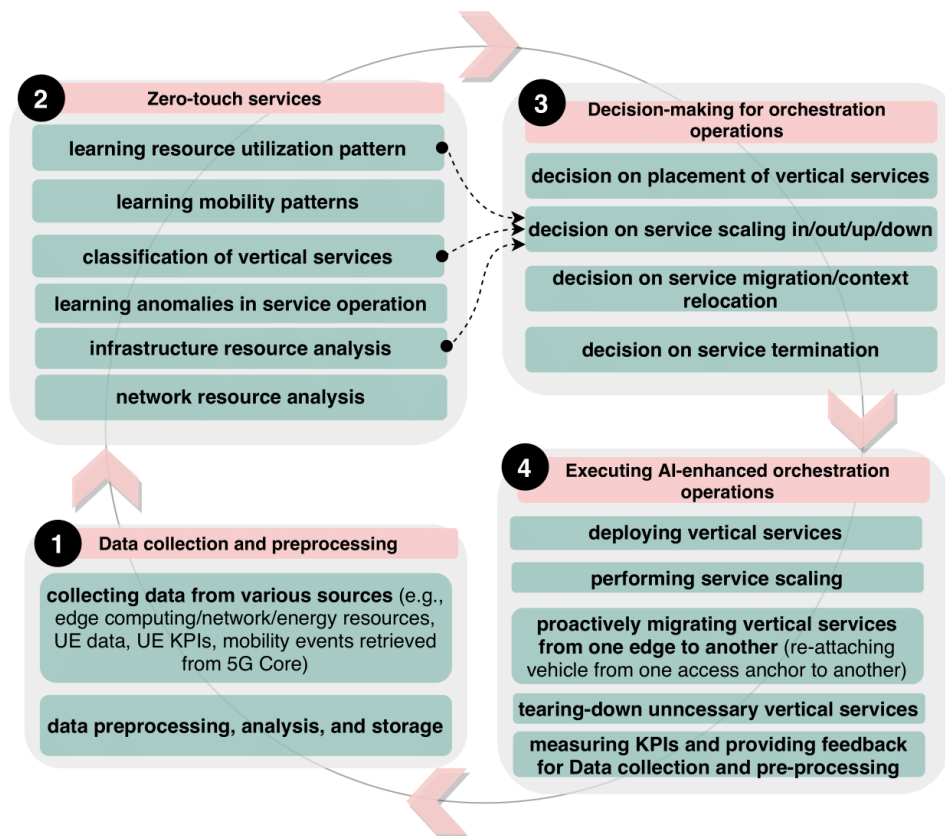 2
Zero-touch services
learning resource utilization pattern
learning mobility patterns
classification of vertical services
learning anomalies in service operation
infrastructure resource analysis
network resource analysis
3
Decision-making for orchestration
operations
decision on placement of vertical services
decision on service scaling in/out/up/down
decision on service migration/context
relocation
decision on service termination
1
Data collection and preprocessing
collecting data from various sources (e.g.,
edge computing/network/energy resources,
UE data, UE KPIs, mobility events retrieved
from 5G Core)
data preprocessing, analysis, and storage
4
Executing AI-enhanced orchestration
operations
deploying vertical services
performing service scaling
proactively migrating vertical services
from one edge to another (re-attaching
vehicle from one access anchor to another)
tearing-down unncessary vertical services
measuring KPIs and providing feedback
for Data collection and pre-processing